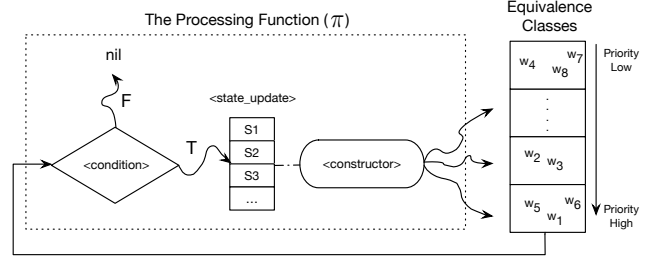 The Processing Function (π)
Equivalence
Classes
nil
F
T
<condition>
<state_update>
S1
S2
S3
...
<constructor>
w4 w8 w7
.
.
.
.
w2 w3
w5 w1 w6
Priority
Low
Priority
High